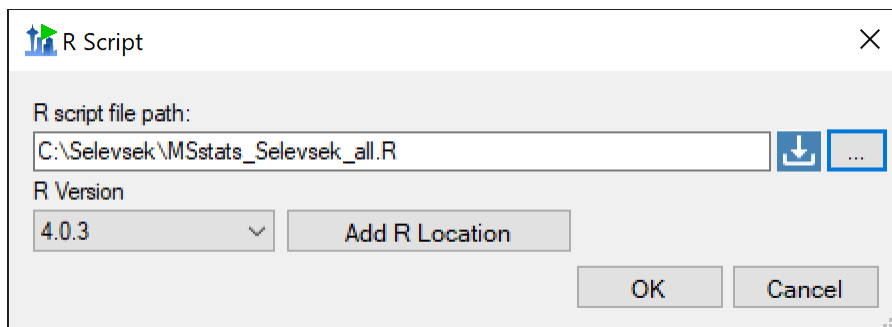 R Script
R script file path:
C:\Selevsek\MSstats_Selevsek_all.R
...
R Version
4.0.3
Add R Location
OK
Cancel